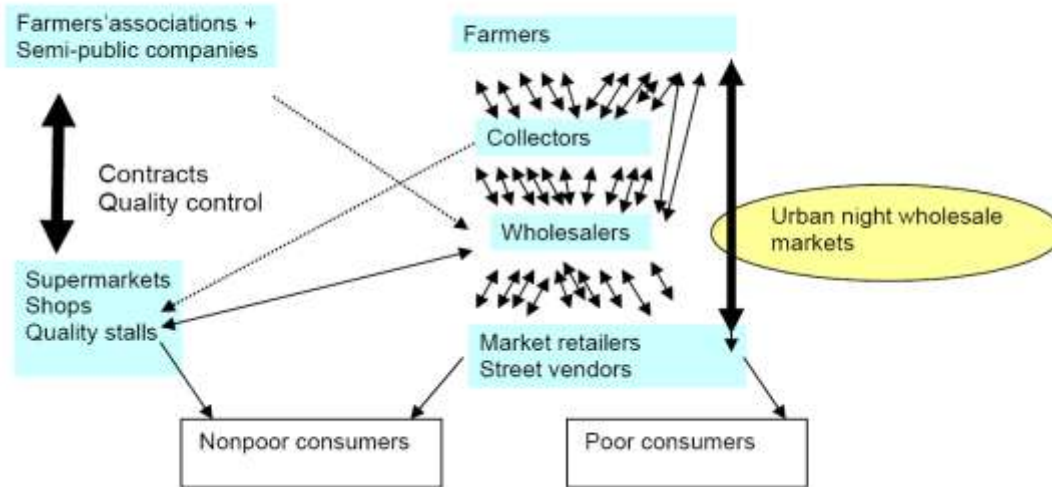 Farmers'associations +
Semi-public companies
Farmers
Collectors
Contracts
Quality control
Wholesalers
Urban night wholesale
markets
Supermarkets
Shops
Quality stalls
Market retailers
Street vendors
Nonpoor consumers
Poor consumers